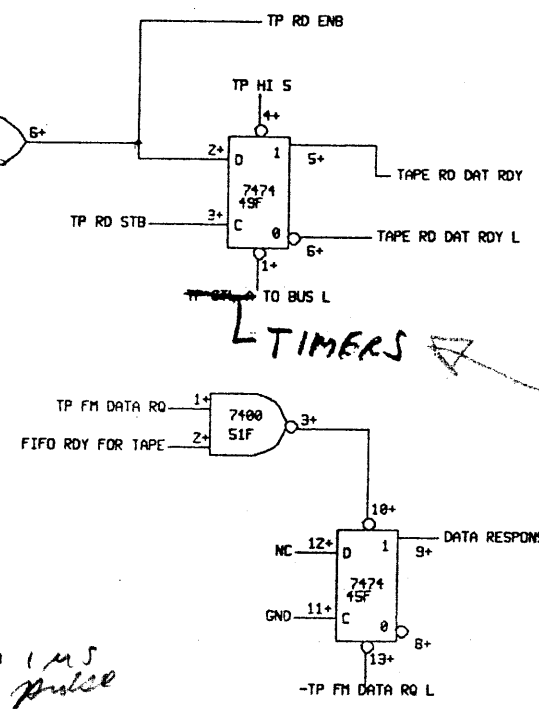 TP RD ENB
TP HI 5
4+
6+
2+ D 1 5+
TAPE RD DAT RDY
7474
49F
TP RD STB 3+ C 0
6+ TAPE RD DAT RDY L
1+
TO BUS L
TIMERS
TP FM DATA RQ 1+
7400
51F
3+
FIFO RDY FOR TAPE 2+
10+
NC 12+ D 1 9+ DATA RESPONS
7474
45F
GND 11+ C 0 8+
13+
-TP FM DATA RQ L
1 μS
pulse